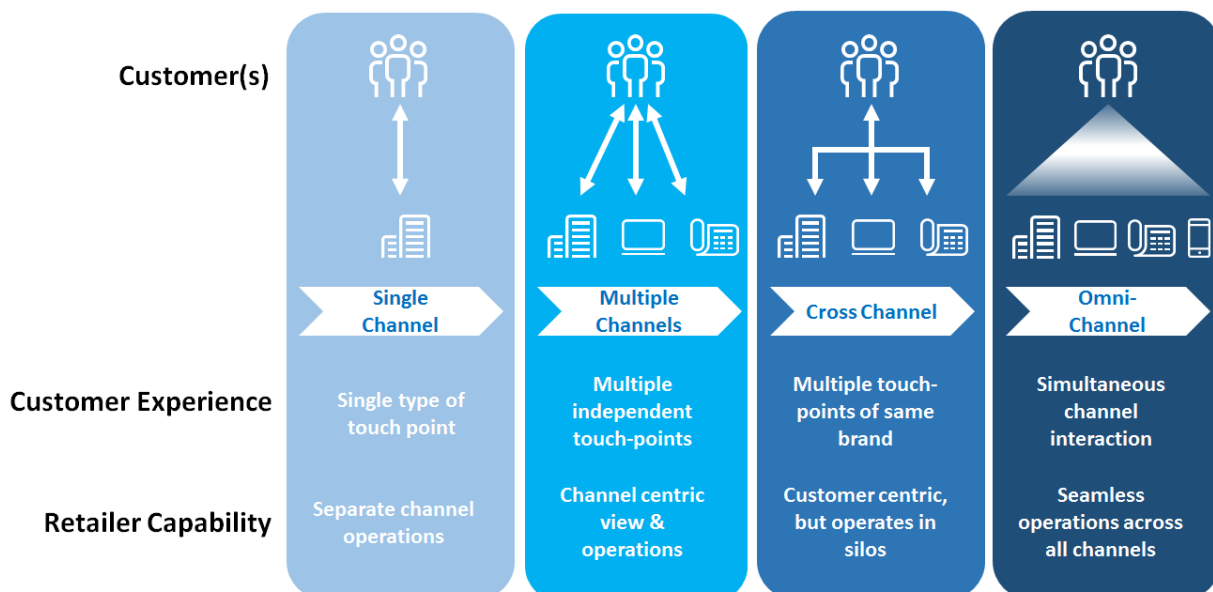 Customer(s)
Single
Channel
Multiple
Channels
Cross Channel
Omni-
Channel
Customer Experience
Single type of
touch point
Multiple
independent
touch-points
Multiple touch-
points of same
brand
Simultaneous
channel
interaction
Retailer Capability
Separate channel
operations
Channel centric
view &
operations
Customer centric,
but operates in
silos
Seamless
operations across
all channels